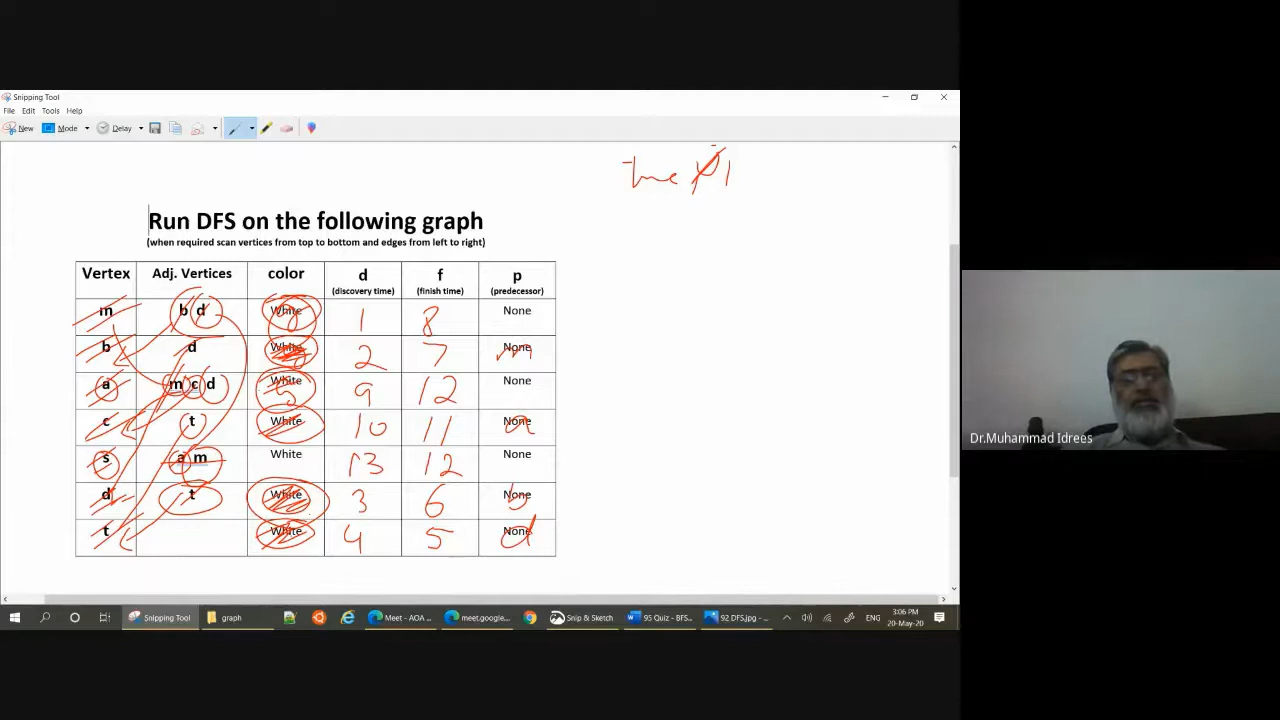 Snipping Tool
File Edit Tools Help
New Mode Delay
Time 0 1
Run DFS on the following graph
(when required scan vertices from top to bottom and edges from left to right)
Vertex Adj. Vertices color d f p
(discovery time) (finish time) (predecessor)
m b d White 1 8 None
b d White 2 7 None m
a m c d White 9 12 None
c t White 10 11 None a
s a m White 13 12 None
d t White 3 6 None b
t White 4 5 None d
Dr.Muhammad Idrees
Snipping Tool graph Meet - AOA ... meet.google... Snip & Sketch 95 Quiz - BFS... 92 DFS.jpg - ... ENG 3:06 PM
20-May-20